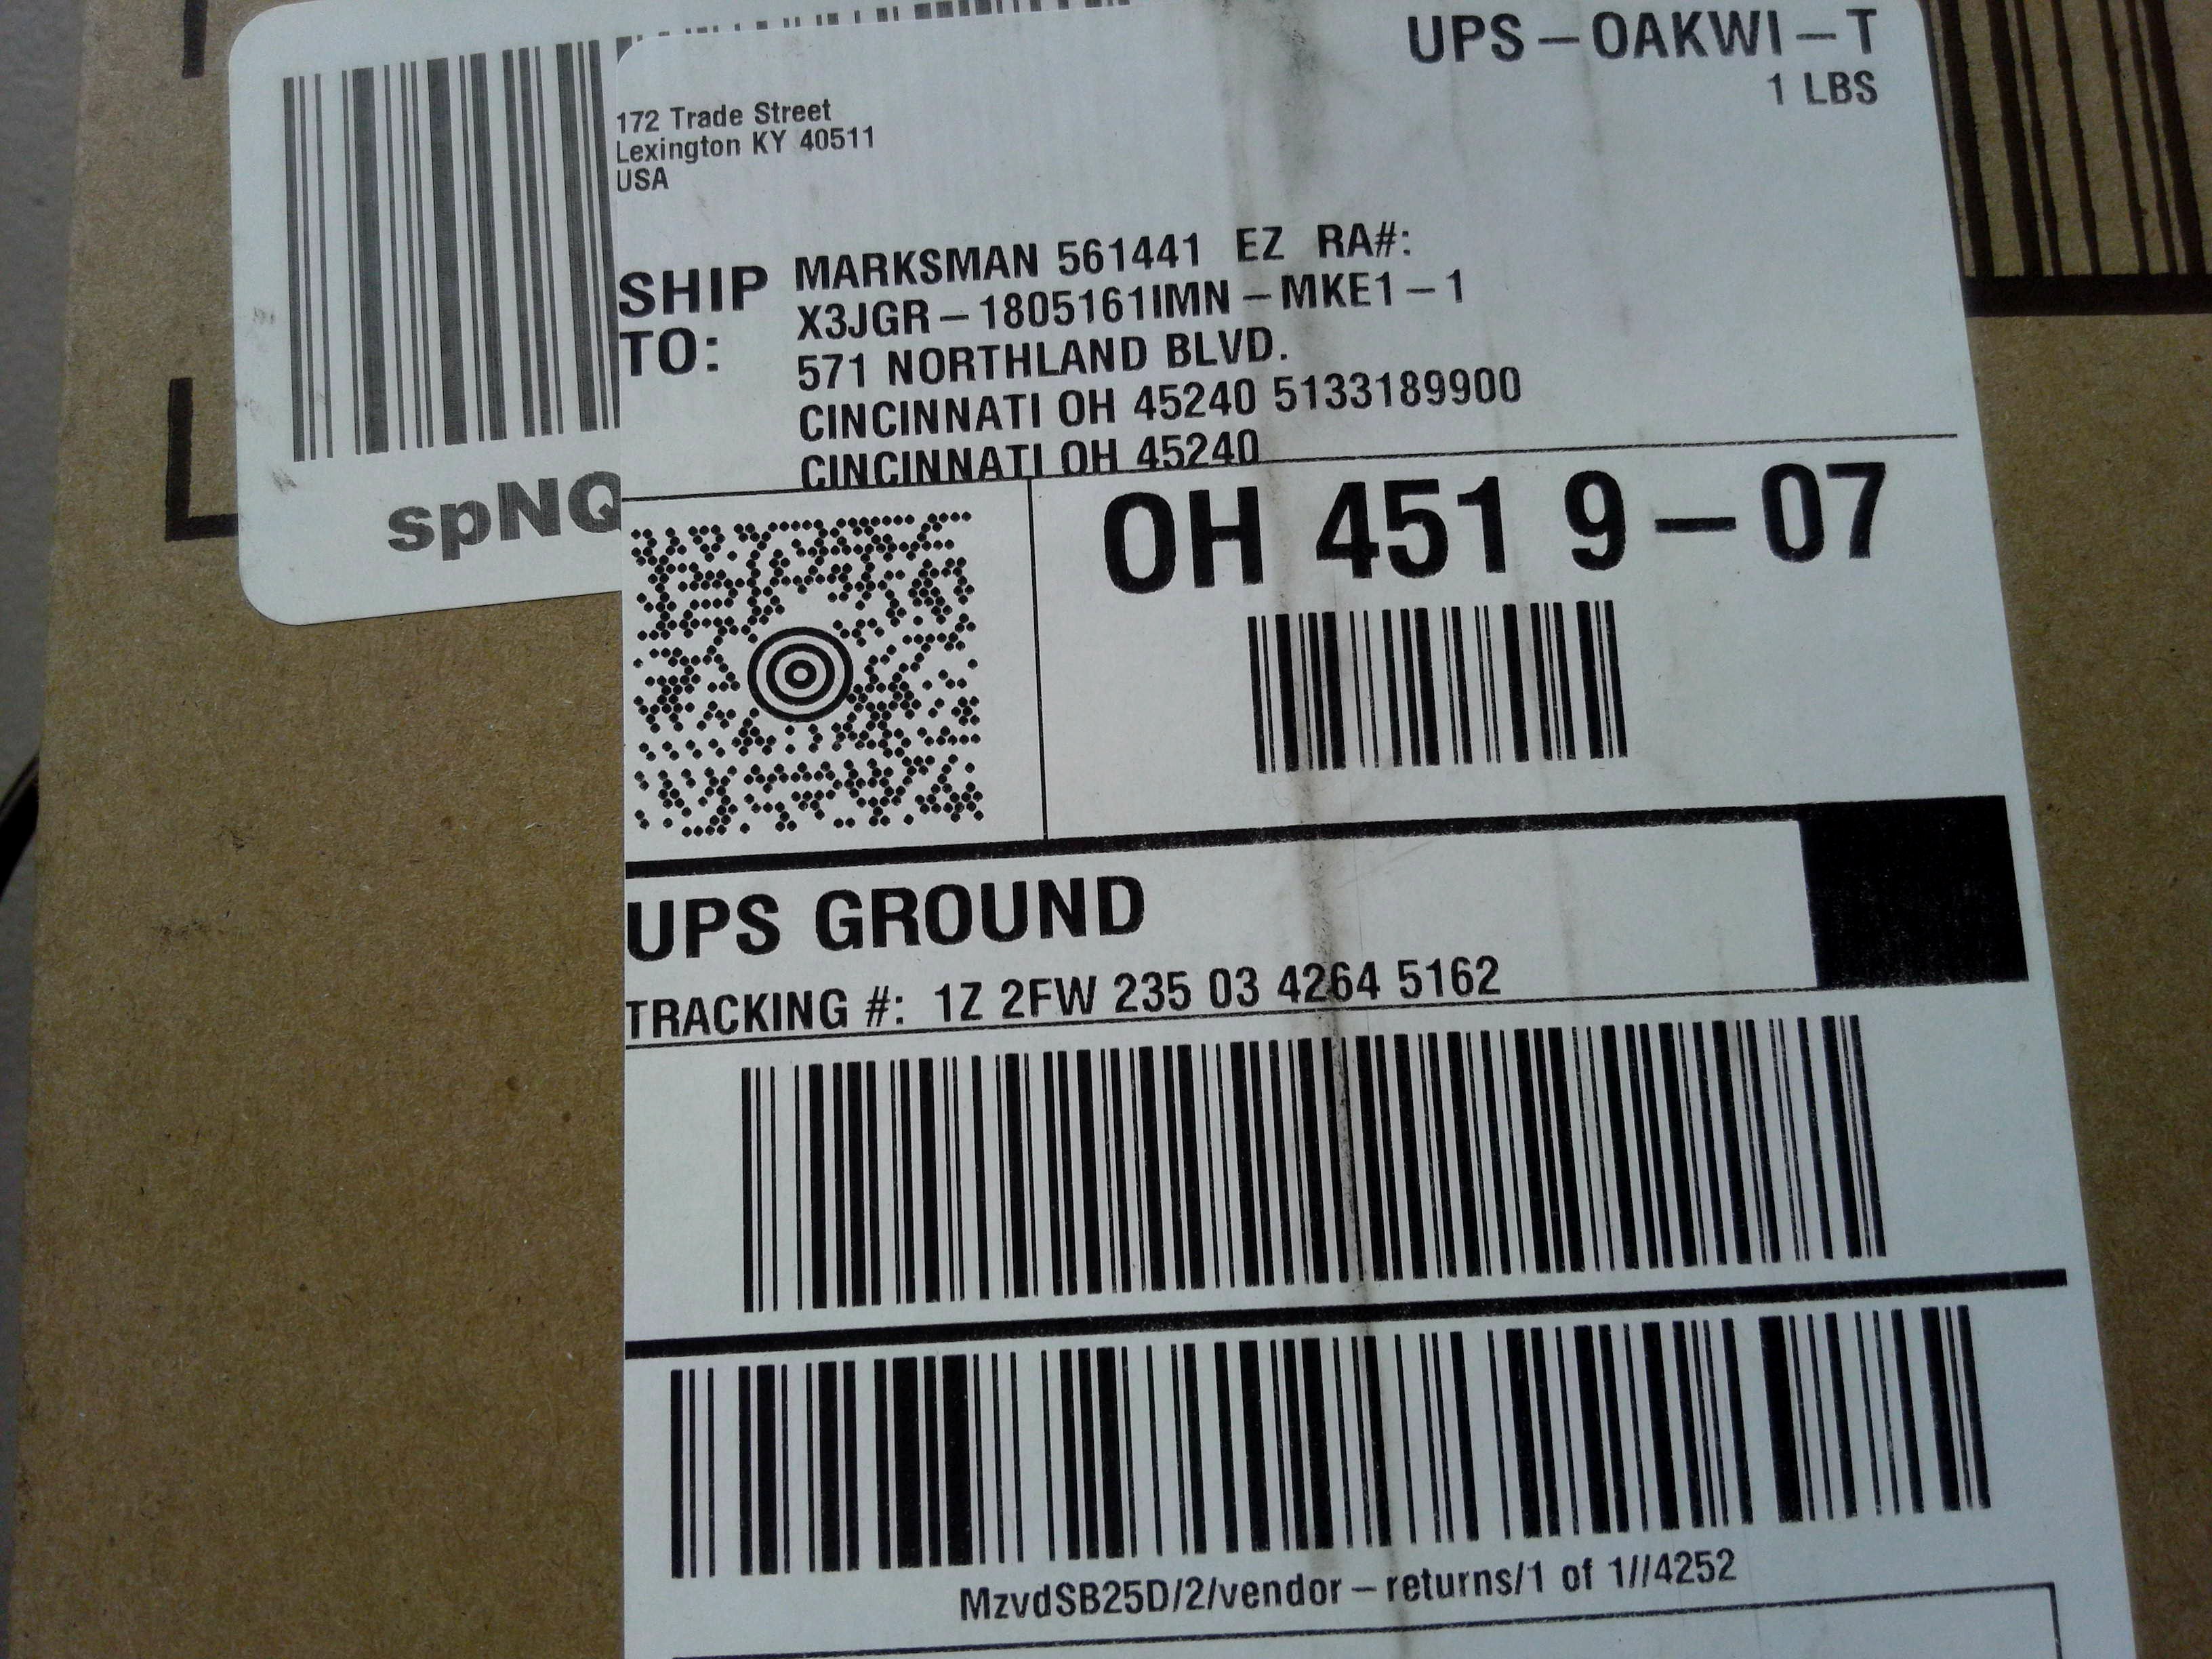 UPS-OAKWI-T
1 LBS
172 Trade Street
Lexington KY 40511
USA
SHIP TO:
MARKSMAN 561441 EZ RA#:
X3JGR-1805161IMN-MKE1-1
571 NORTHLAND BLVD.
CINCINNATI OH 45240 5133189900
CINCINNATI OH 45240
spNQ
OH 451 9-07
UPS GROUND
TRACKING #: 1Z 2FW 235 03 4264 5162
MzvdSB25D/2/vendor-returns/1 of 1//4252